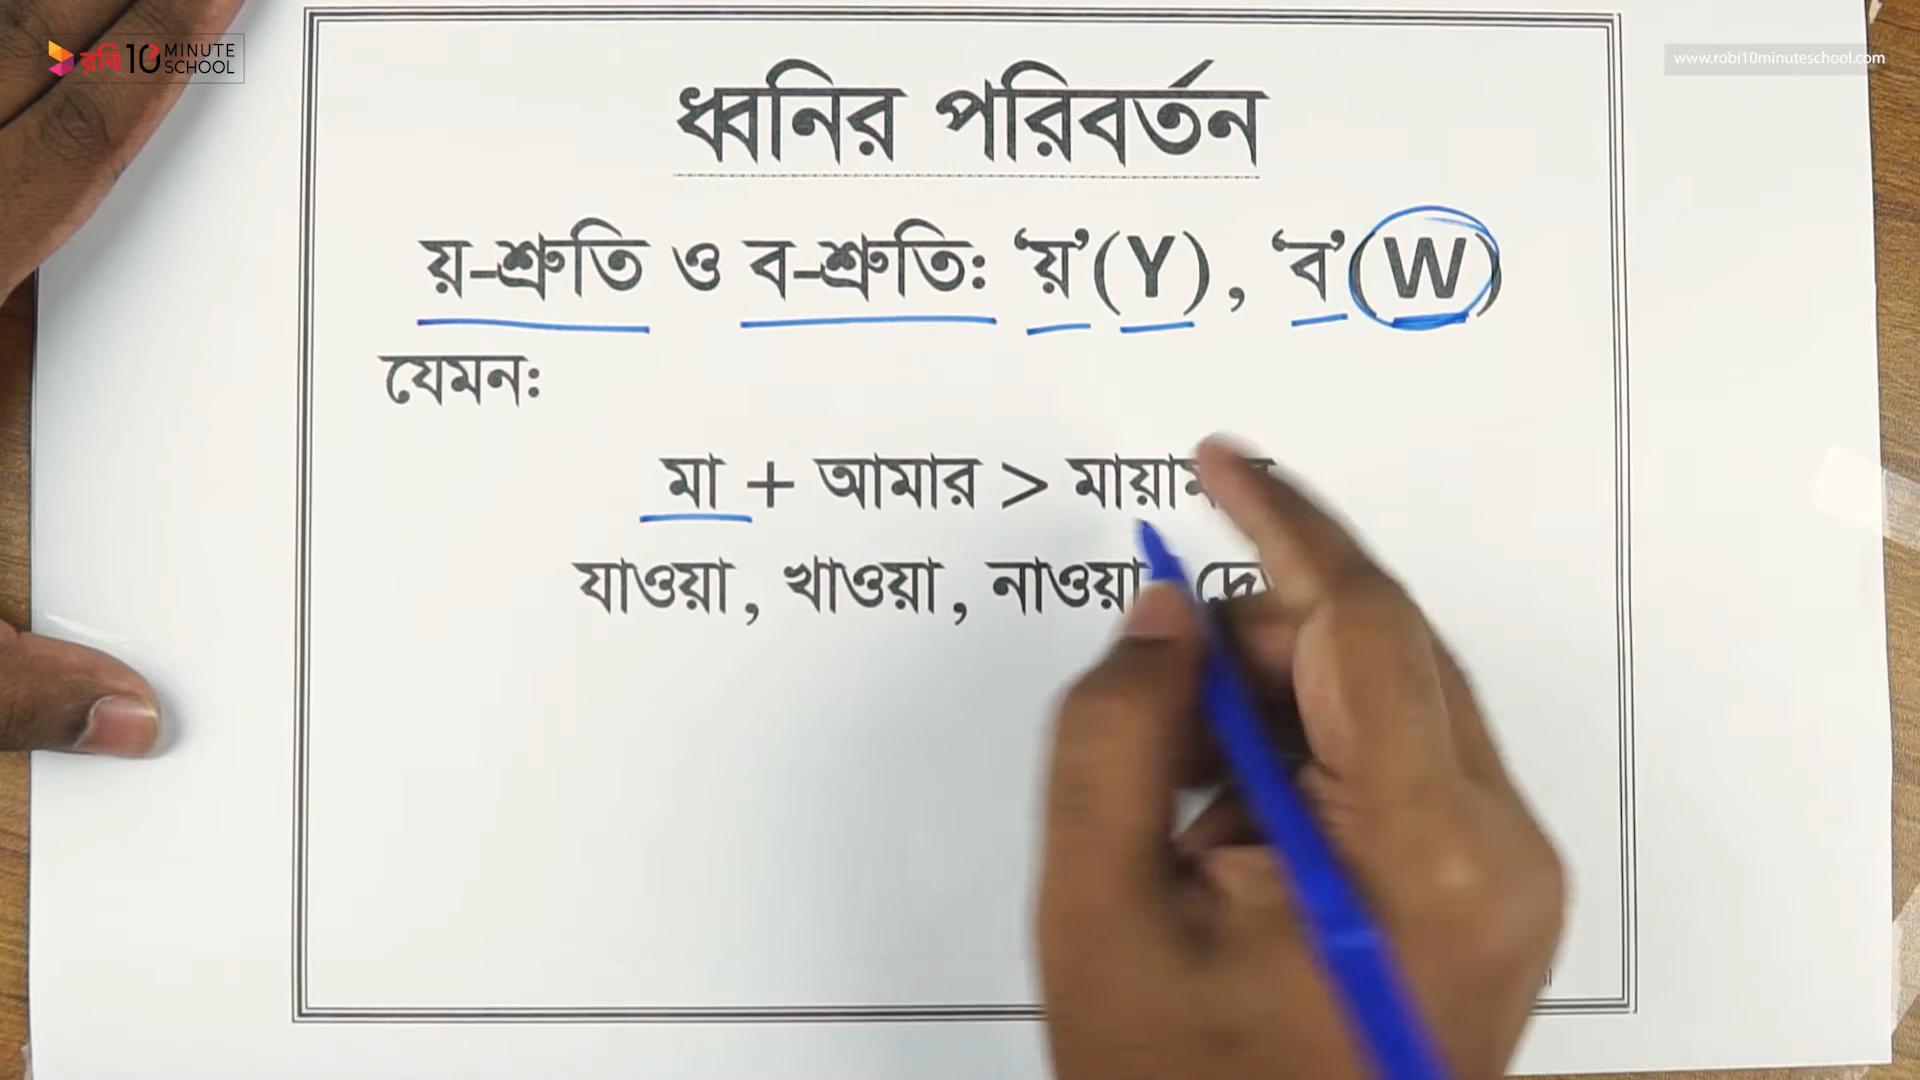 রবি 10 MINUTE SCHOOL
www.robi10minuteschool.com
ধ্বনির পরিবর্তন
য়-শ্রুতি ও ব-শ্রুতিঃ ‘য়’(Y), ‘ব’(W)
যেমনঃ
মা + আমার >
যাওয়া, খাওয়া, নাওয়া